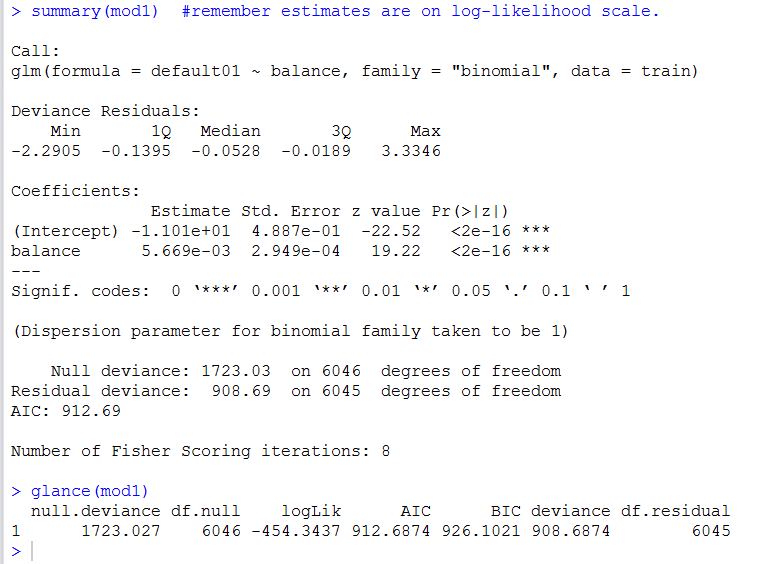 > summary(mod1)  #remember estimates are on log-likelihood scale.
Call:
glm(formula = default01 ~ balance, family = "binomial", data = train)
Deviance Residuals:
    Min       1Q   Median       3Q      Max
-2.2905  -0.1395  -0.0528  -0.0189   3.3346
Coefficients:
              Estimate Std. Error z value Pr(>|z|)
(Intercept) -1.101e+01  4.887e-01  -22.52   <2e-16 ***
balance      5.669e-03  2.949e-04   19.22   <2e-16 ***
---
Signif. codes:  0 ‘***’ 0.001 ‘**’ 0.01 ‘*’ 0.05 ‘.’ 0.1 ‘ ’ 1
(Dispersion parameter for binomial family taken to be 1)
    Null deviance: 1723.03  on 6046  degrees of freedom
Residual deviance:  908.69  on 6045  degrees of freedom
AIC: 912.69
Number of Fisher Scoring iterations: 8
> glance(mod1)
  null.deviance df.null    logLik      AIC      BIC deviance df.residual
1      1723.027    6046 -454.3437 912.6874 926.1021 908.6874        6045
>